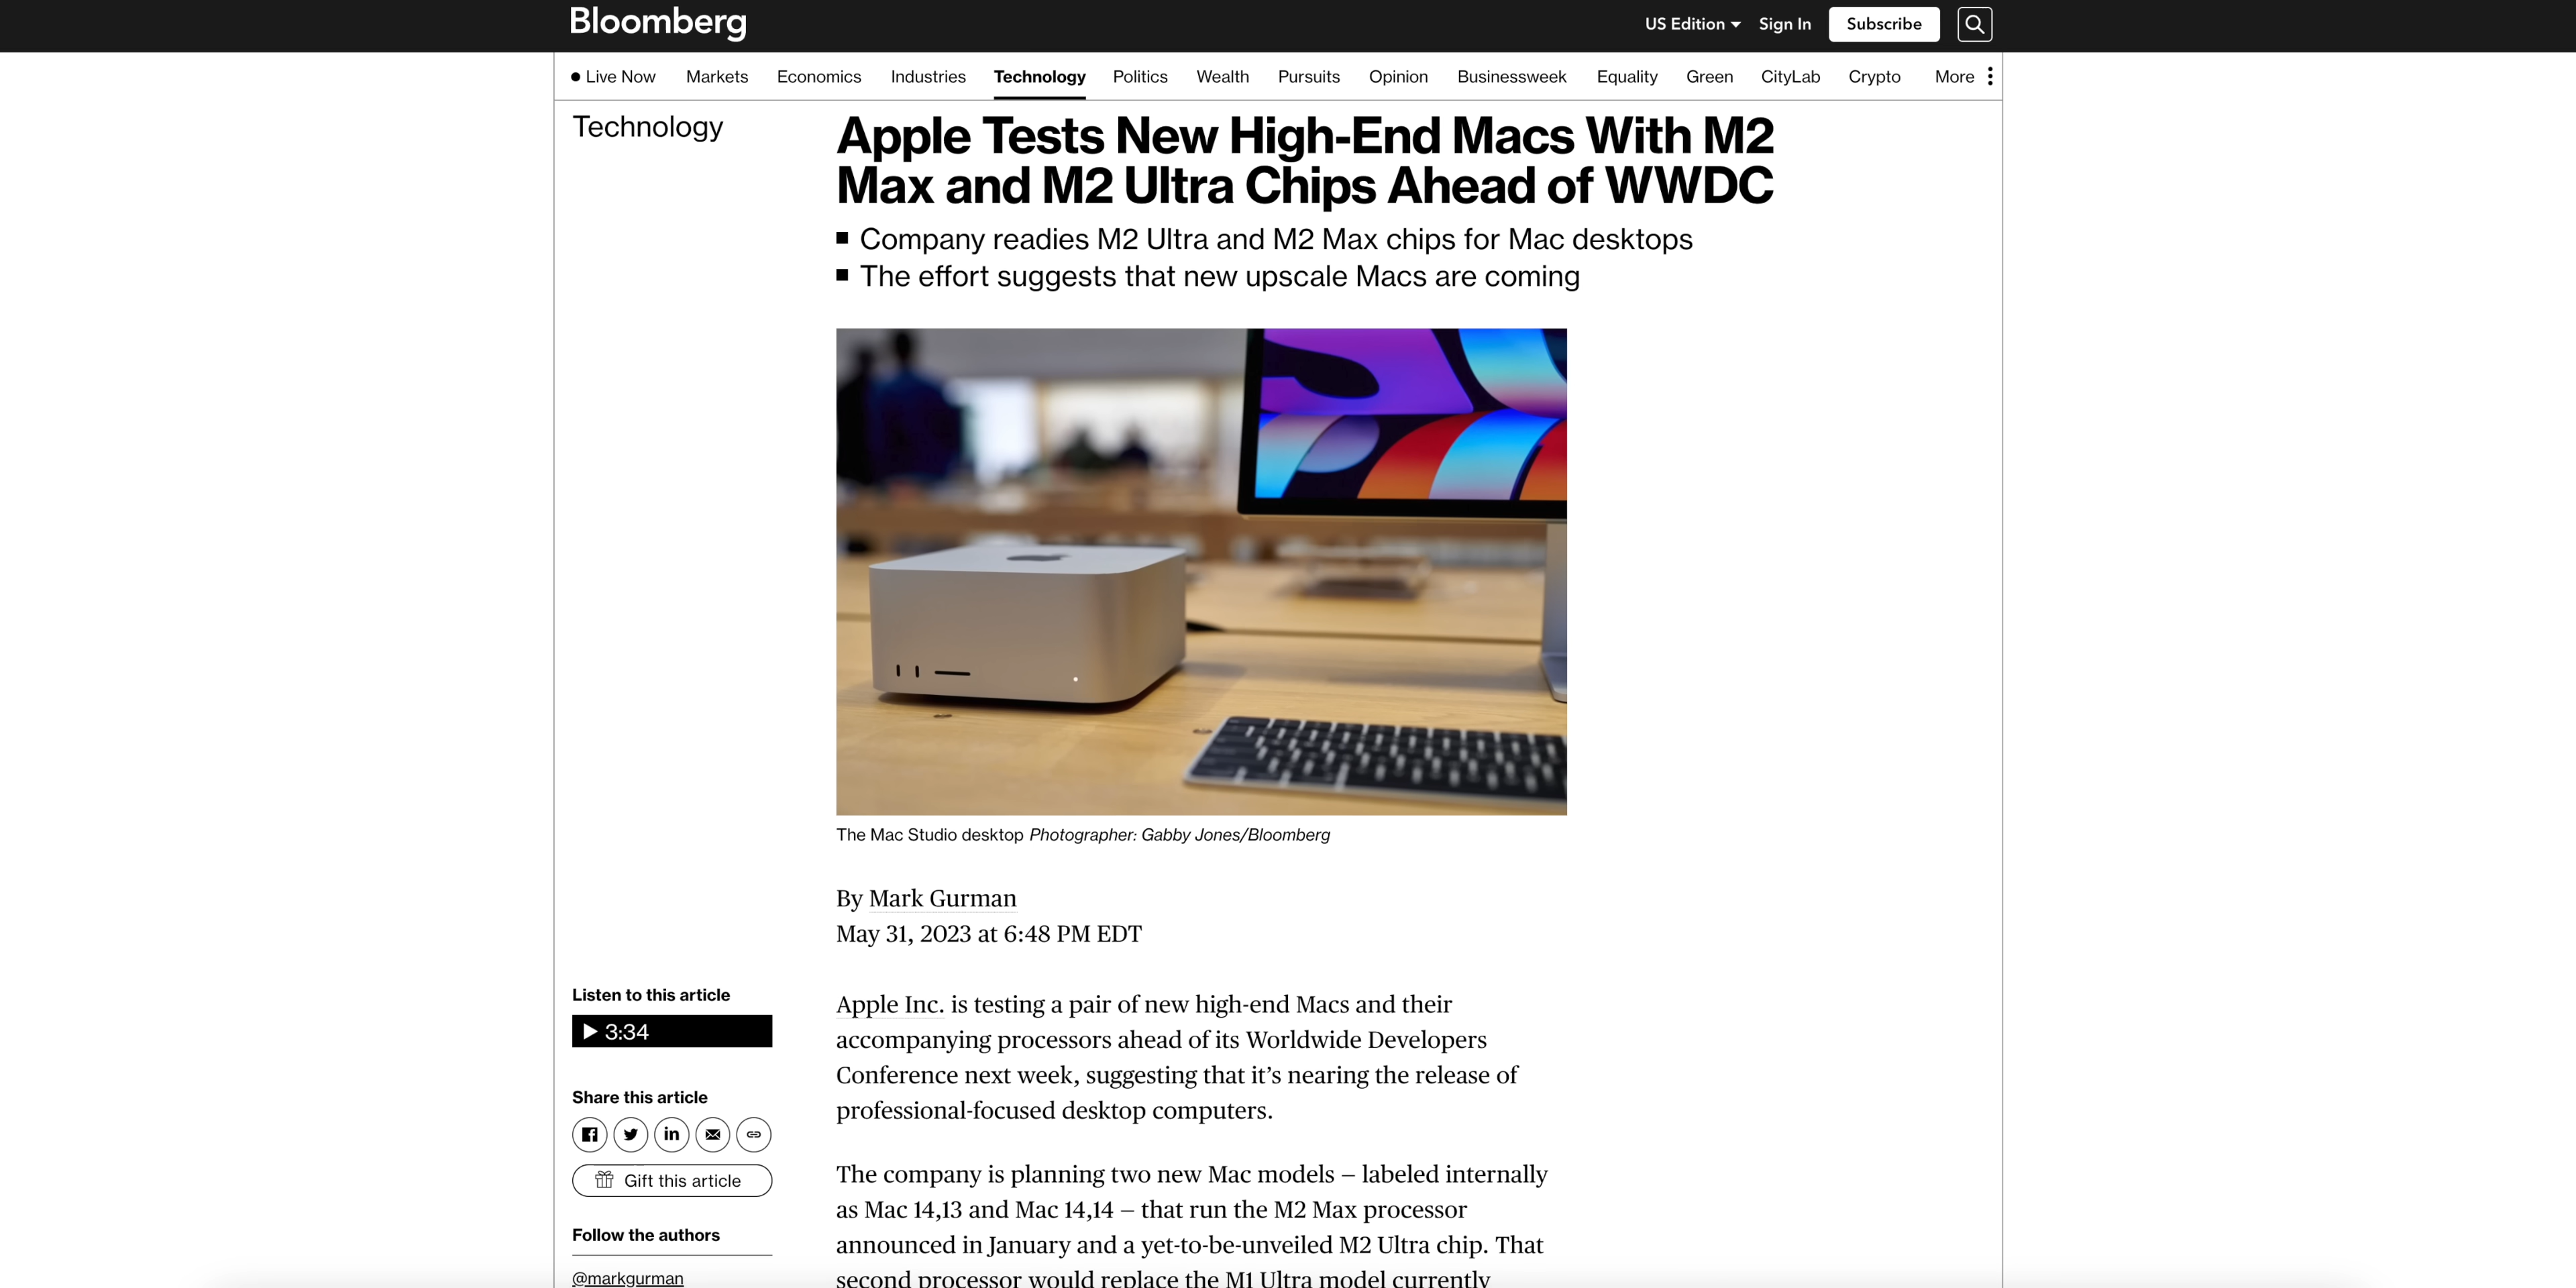 Bloomberg
US Edition
Sign In
Subscribe
Live Now
Markets
Economics
Industries
Technology
Politics
Wealth
Pursuits
Opinion
Businessweek
Equality
Green
CityLab
Crypto
More
Technology
Apple Tests New High-End Macs With M2
Max and M2 Ultra Chips Ahead of WWDC
Company readies M2 Ultra and M2 Max chips for Mac desktops
The effort suggests that new upscale Macs are coming
The Mac Studio desktop Photographer: Gabby Jones/Bloomberg
By Mark Gurman
May 31, 2023 at 6:48 PM EDT
Listen to this article
3:34
Share this article
Gift this article
Follow the authors
@markgurman
Apple Inc. is testing a pair of new high-end Macs and their
accompanying processors ahead of its Worldwide Developers
Conference next week, suggesting that it’s nearing the release of
professional-focused desktop computers.
The company is planning two new Mac models – labeled internally
as Mac 14,13 and Mac 14,14 – that run the M2 Max processor
announced in January and a yet-to-be-unveiled M2 Ultra chip. That
second processor would replace the M1 Ultra model currently